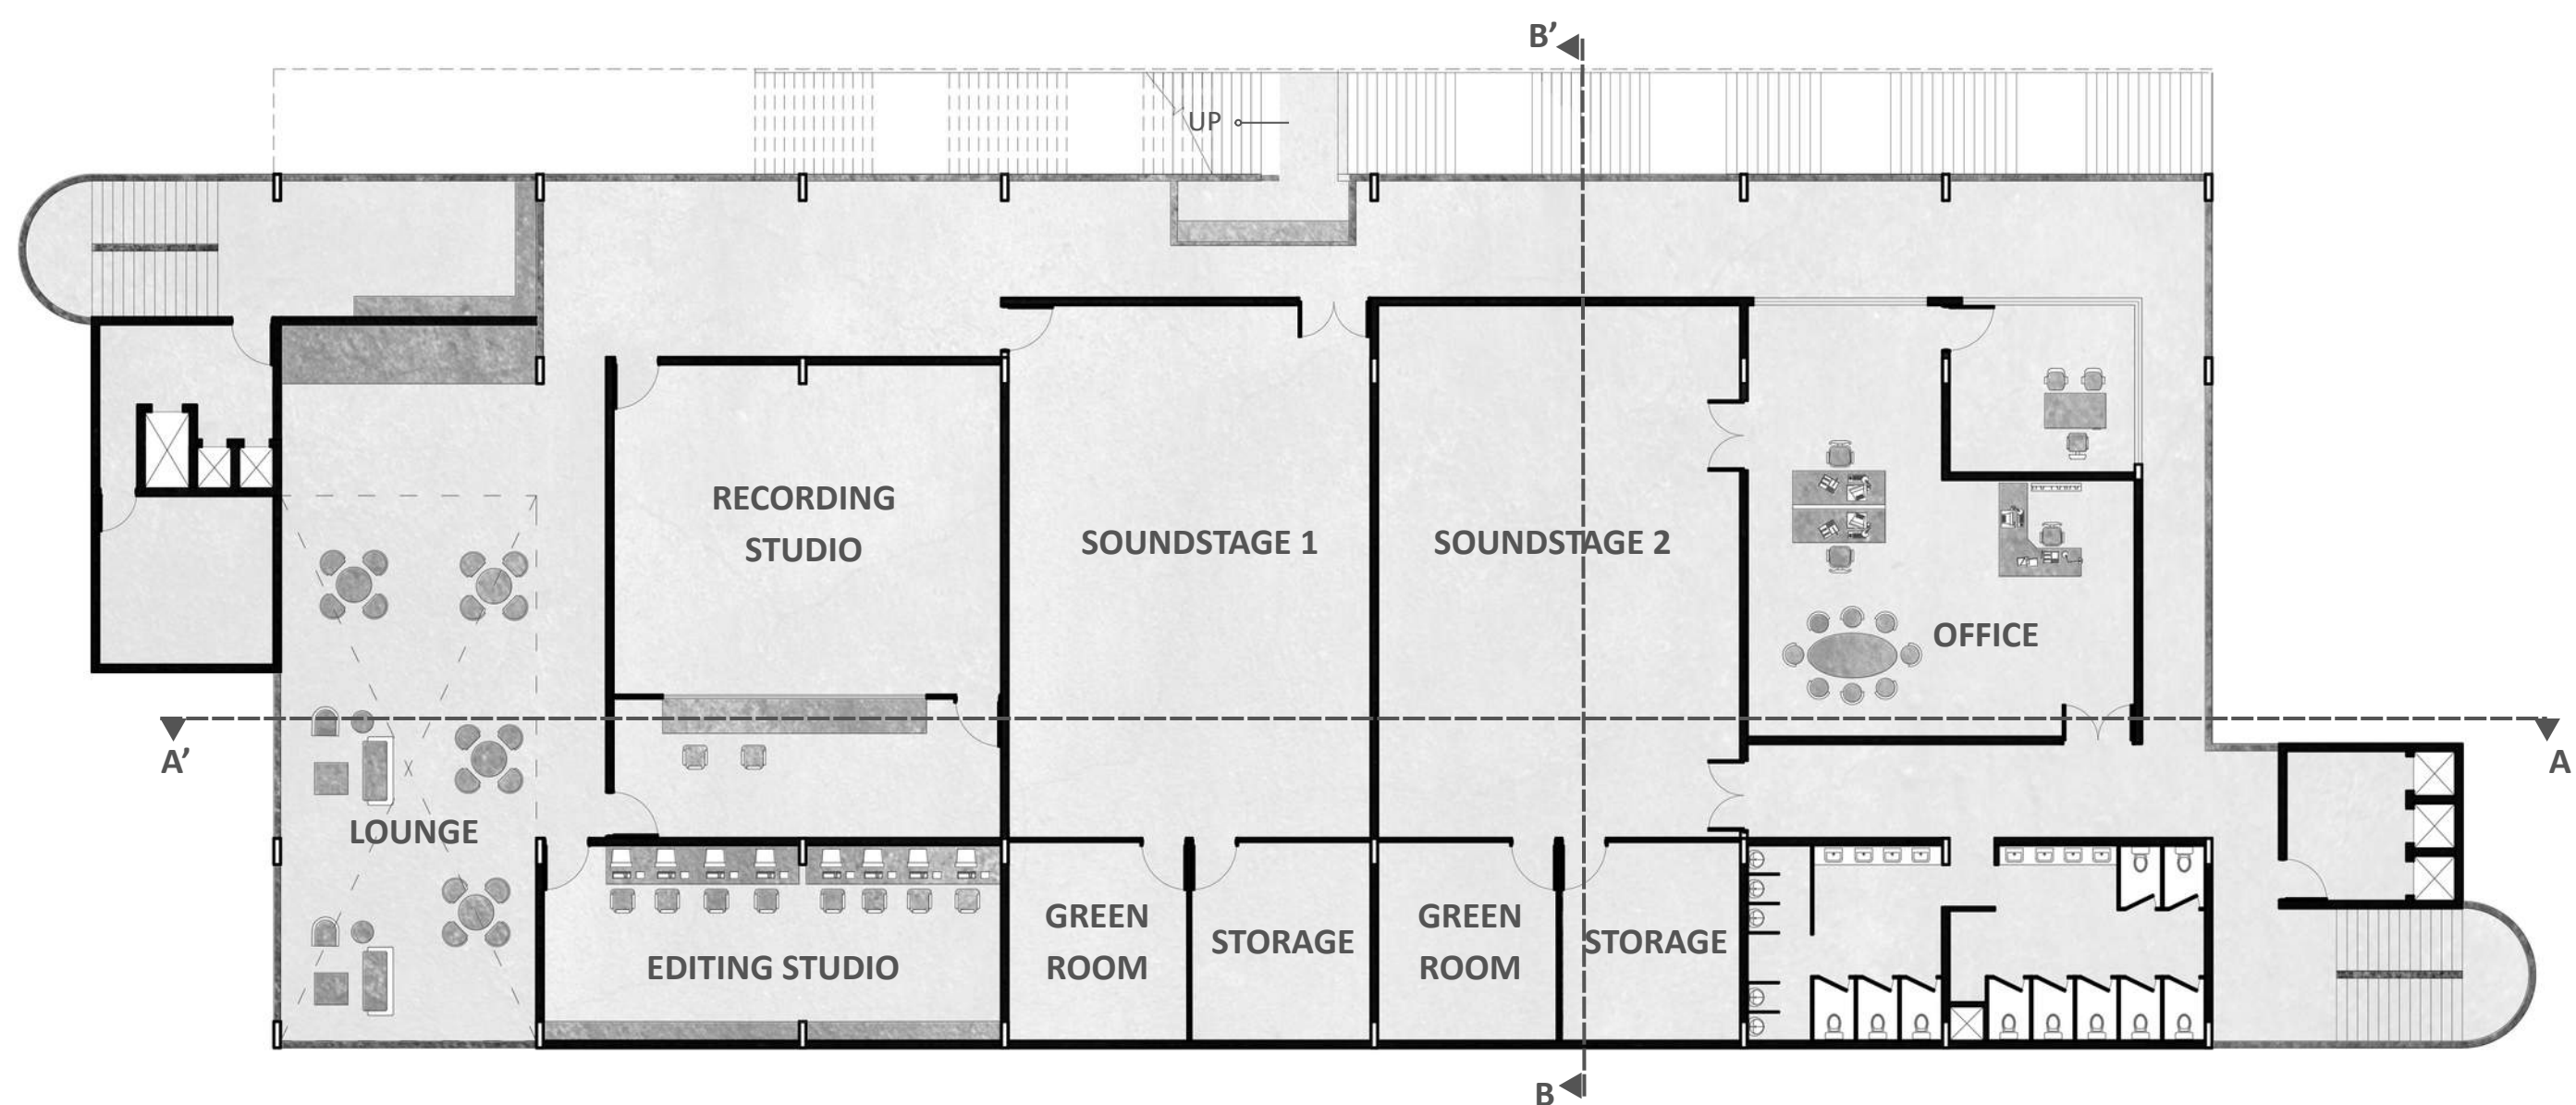 B’
UP
RECORDING
STUDIO
SOUNDSTAGE 1
SOUNDSTAGE 2
OFFICE
A’
A
LOUNGE
EDITING STUDIO
GREEN
ROOM
STORAGE
GREEN
ROOM
STORAGE
B